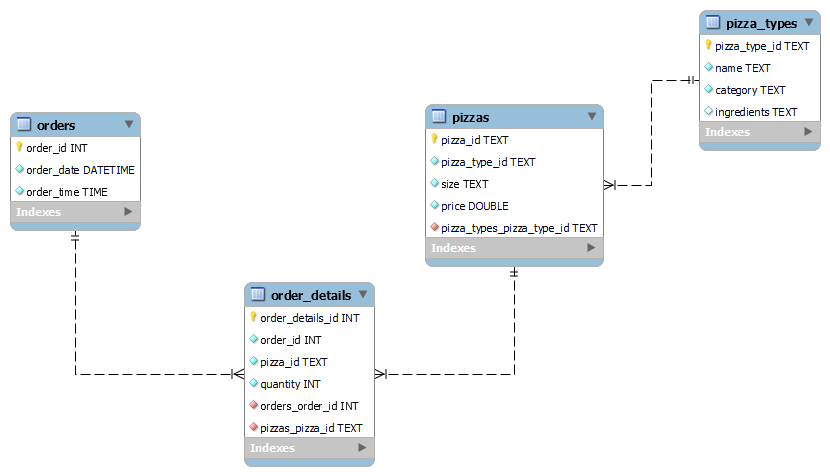 pizza_types
pizza_type_id TEXT
name TEXT
category TEXT
ingredients TEXT
Indexes
pizzas
pizza_id TEXT
pizza_type_id TEXT
size TEXT
price DOUBLE
pizza_types_pizza_type_id TEXT
Indexes
orders
order_id INT
order_date DATETIME
order_time TIME
Indexes
order_details
order_details_id INT
order_id INT
pizza_id TEXT
quantity INT
orders_order_id INT
pizzas_pizza_id TEXT
Indexes